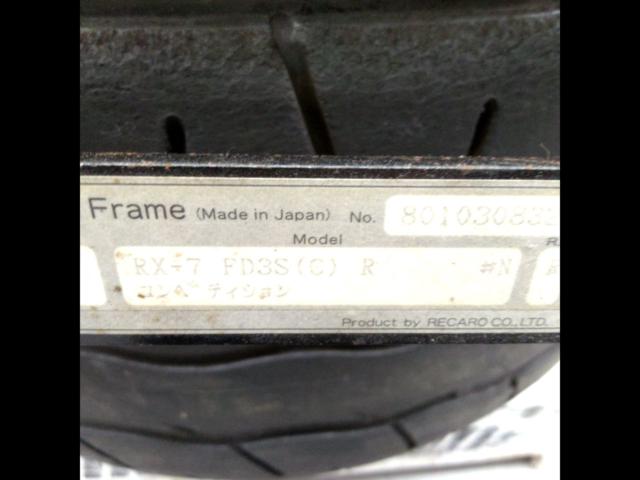 Frame (Made in Japan) No. 80103083
Model
RX-7 FD3S(C) R #N
コンペティション
Product by RECARO CO., LTD.